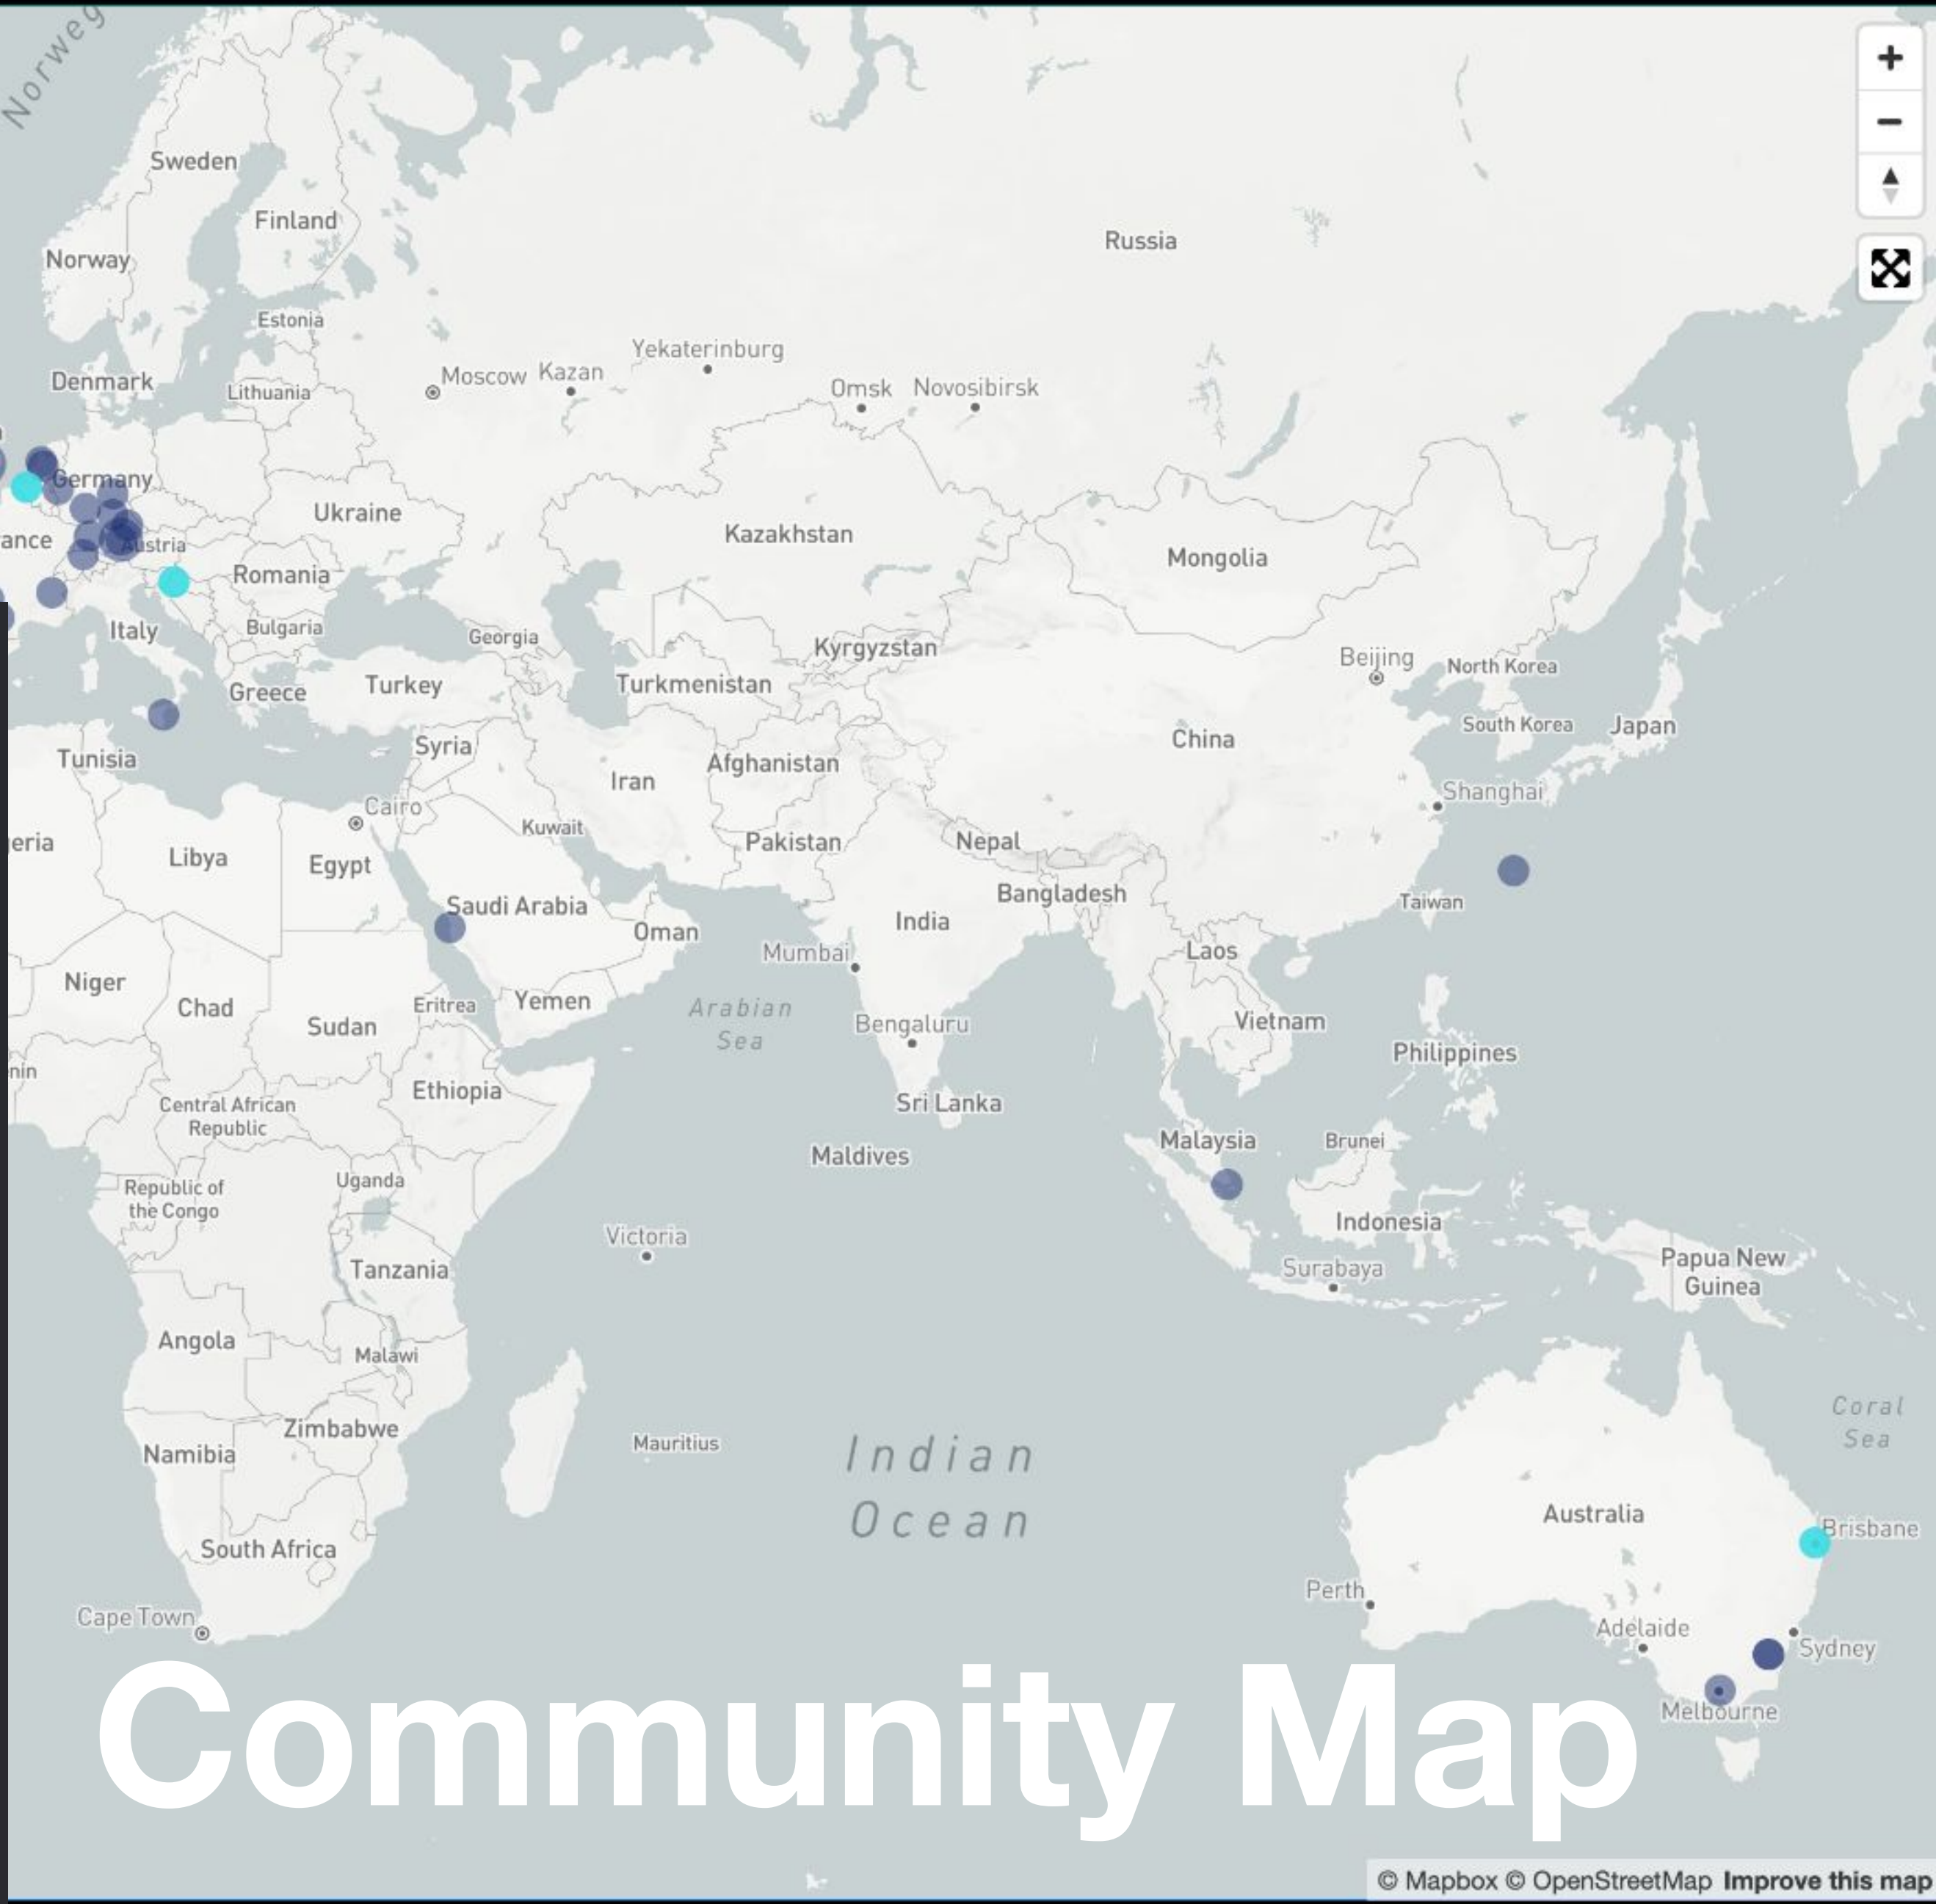 Norweg
Sweden
Finland
Norway
Russia
Estonia
Yekaterinburg
Moscow
Kazan
Denmark
Lithuania
Omsk
Novosibirsk
Germany
Ukraine
Kazakhstan
ance
Austria
Mongolia
Romania
Italy
Bulgaria
Georgia
Kyrgyzstan
Beijing
North Korea
Greece
Turkey
Turkmenistan
South Korea
Japan
Tunisia
Syria
Iran
Afghanistan
China
Shanghai
Cairo
Kuwait
eria
Libya
Egypt
Pakistan
Nepal
Bangladesh
Taiwan
Saudi Arabia
India
Oman
Mumbai
Laos
Niger
Chad
Sudan
Eritrea
Yemen
Arabian
Sea
Bengaluru
Vietnam
Philippines
nin
Ethiopia
Central African
Republic
Sri Lanka
Malaysia
Brunei
Maldives
Republic of
the Congo
Uganda
Victoria
Indonesia
Tanzania
Surabaya
Papua New
Guinea
Angola
Malawi
Coral
Sea
Zimbabwe
Namibia
Mauritius
Indian
Ocean
Australia
Brisbane
South Africa
Perth
Cape Town
Adelaide
Sydney
Melbourne
Community Map
© Mapbox © OpenStreetMap Improve this map